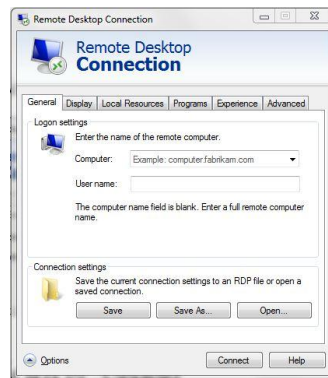 Remote Desktop Connection
Remote Desktop
Connection
General Display Local Resources Programs Experience Advanced
Logon settings
Enter the name of the remote computer.
Computer: Example: computer.fabrikam.com
User name:
The computer name field is blank. Enter a full remote computer
name.
Connection settings
Save the current connection settings to an RDP file or open a
saved connection.
Save Save As... Open...
Options Connect Help